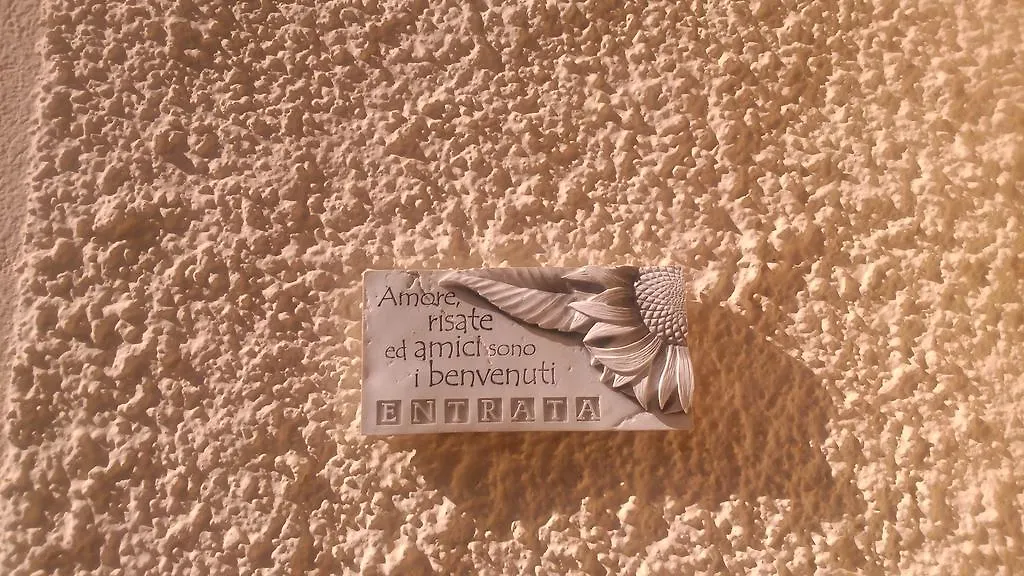 Amore,
risate
ed amici sono
i benvenuti
ENTRATA